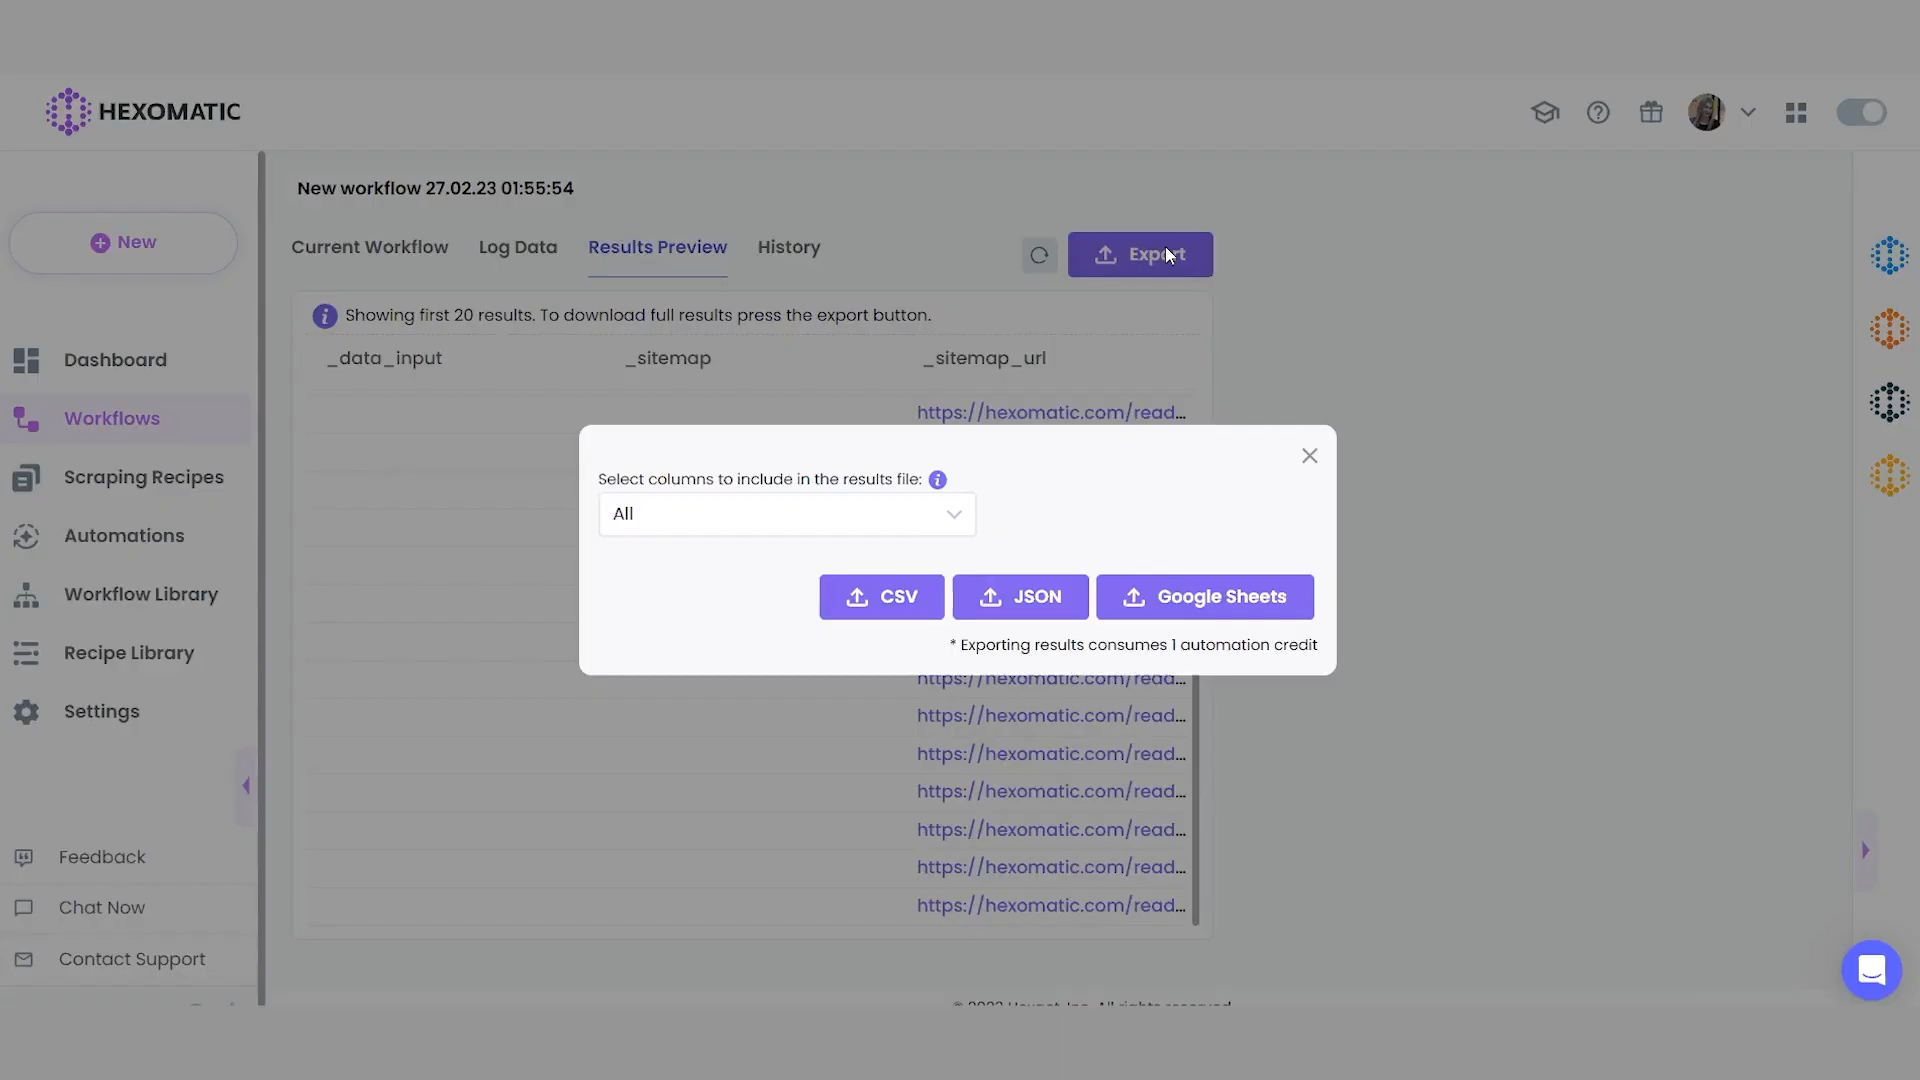 HEXOMATIC
New workflow 27.02.23 01:55:54
New
Current Workflow
Log Data
Results Preview
History
Export
Showing first 20 results. To download full results press the export button.
_data_input
_sitemap
_sitemap_url
Dashboard
Workflows
Scraping Recipes
Automations
Workflow Library
Recipe Library
Settings
Feedback
Chat Now
Contact Support
https://hexomatic.com/read...
Select columns to include in the results file:
All
CSV
JSON
Google Sheets
* Exporting results consumes 1 automation credit
https://hexomatic.com/read...
https://hexomatic.com/read...
https://hexomatic.com/read...
https://hexomatic.com/read...
https://hexomatic.com/read...
https://hexomatic.com/read...
https://hexomatic.com/read...